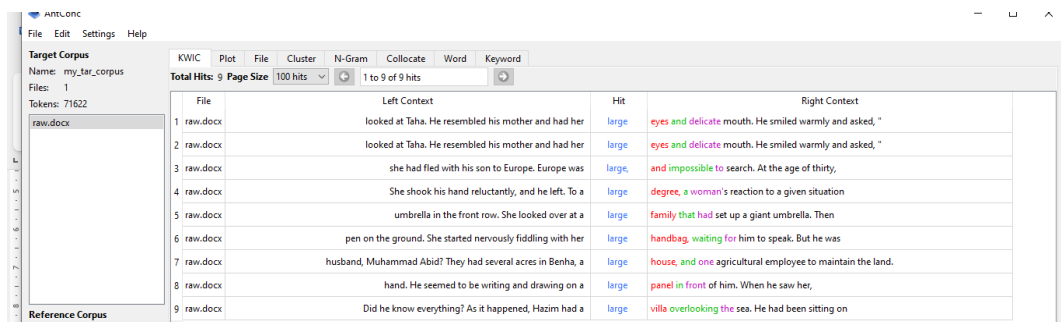 AntConc
File Edit Settings Help
Target Corpus
Name: my_tar_corpus
Files: 1
Tokens: 71622
raw.docx
Reference Corpus
KWIC Plot File Cluster N-Gram Collocate Word Keyword
Total Hits: 9 Page Size 100 hits 1 to 9 of 9 hits
File Left Context Hit Right Context
1 raw.docx looked at Taha. He resembled his mother and had her large eyes and delicate mouth. He smiled warmly and asked, "
2 raw.docx looked at Taha. He resembled his mother and had her large eyes and delicate mouth. He smiled warmly and asked, "
3 raw.docx she had fled with his son to Europe. Europe was large, and impossible to search. At the age of thirty,
4 raw.docx She shook his hand reluctantly, and he left. To a large degree, a woman's reaction to a given situation
5 raw.docx umbrella in the front row. She looked over at a large family that had set up a giant umbrella. Then
6 raw.docx pen on the ground. She started nervously fiddling with her large handbag, waiting for him to speak. But he was
7 raw.docx husband, Muhammad Abid? They had several acres in Benha, a large house, and one agricultural employee to maintain the land.
8 raw.docx hand. He seemed to be writing and drawing on a large panel in front of him. When he saw her,
9 raw.docx Did he know everything? As it happened, Hazim had a large villa overlooking the sea. He had been sitting on